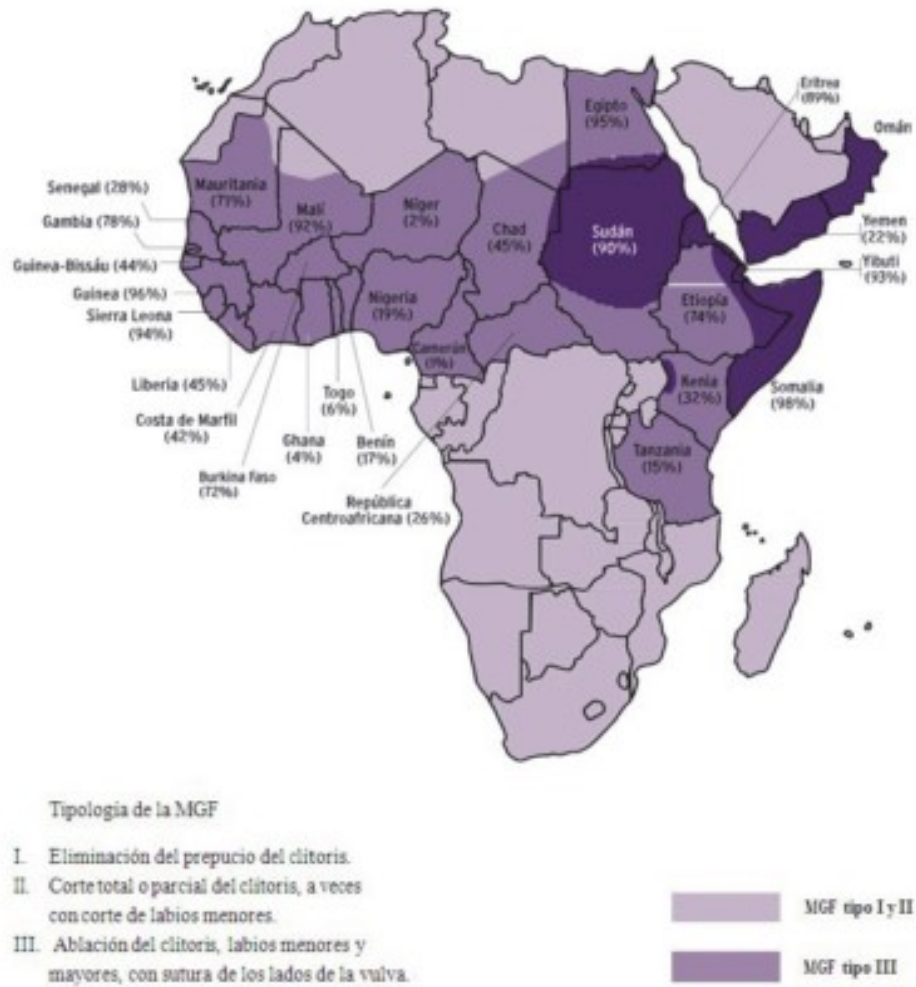 Eritrea
(89%)
Egipto
(95%)
Omán
Mauritania
(71%)
Senegal (28%)
Malí
(92%)
Níger
(2%)
Chad
(45%)
Sudán
(90%)
Gambia (78%)
Yemen
(22%)
Guinea-Bissáu (44%)
Yibuti
(93%)
Guinea (96%)
Nigeria
(19%)
Etiopía
(74%)
Sierra Leona
(94%)
Camerún
(1%)
Liberia (45%)
Togo
(6%)
Kenia
(32%)
Somalia
(98%)
Costa de Marfil
(42%)
Ghana
(4%)
Benín
(17%)
Tanzania
(15%)
Burkina Faso
(72%)
República
Centroafricana (26%)
Tipología de la MGF
I. Eliminación del prepucio del clítoris.
II. Corte total o parcial del clítoris, a veces
con corte de labios menores.
III. Ablación del clítoris, labios menores y
mayores, con sutura de los lados de la vulva.
MGF tipo I y II
MGF tipo III